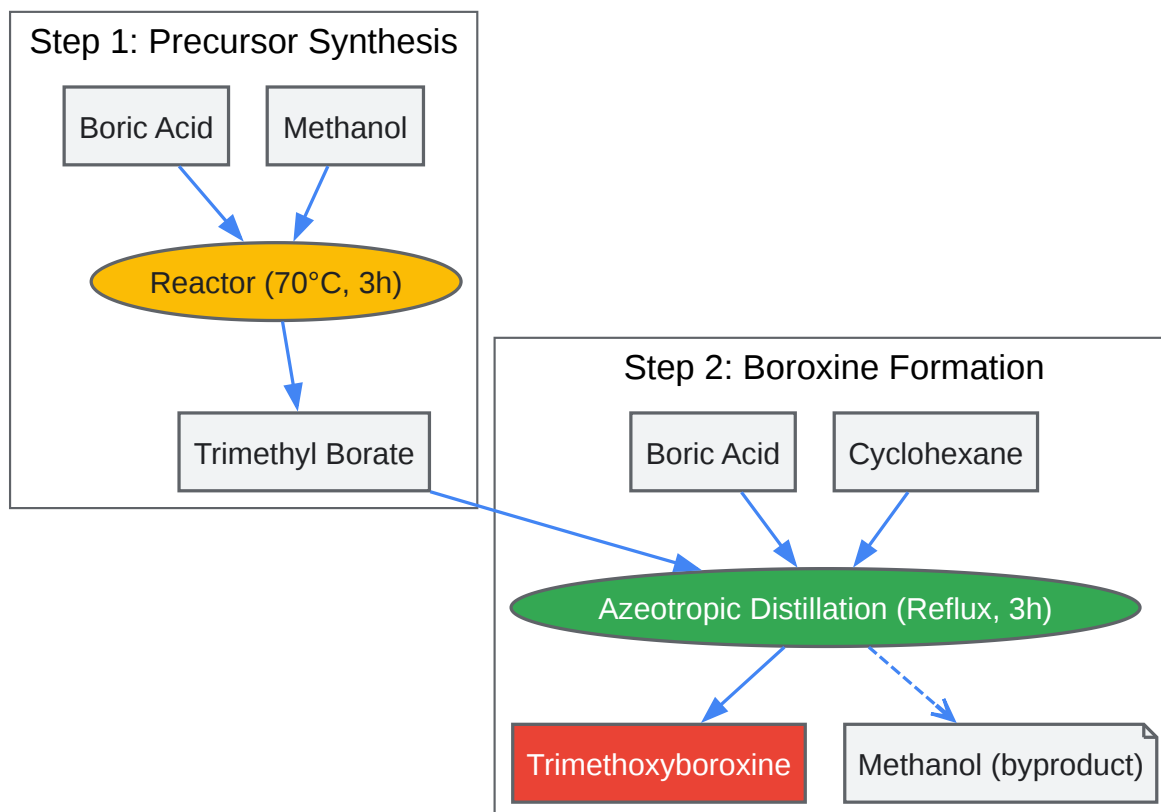 Step 1: Precursor Synthesis
Boric Acid
Methanol
Reactor (70°C, 3h)
Trimethyl Borate
Step 2: Boroxine Formation
Boric Acid
Cyclohexane
Azeotropic Distillation (Reflux, 3h)
Trimethoxyboroxine
Methanol (byproduct)